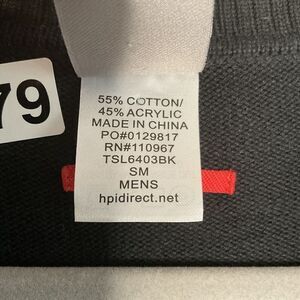 79
55% COTTON/
45% ACRYLIC
MADE IN CHINA
PO#0129817
RN#110967
TSL6403BK
SM
MENS
hpidirect.net